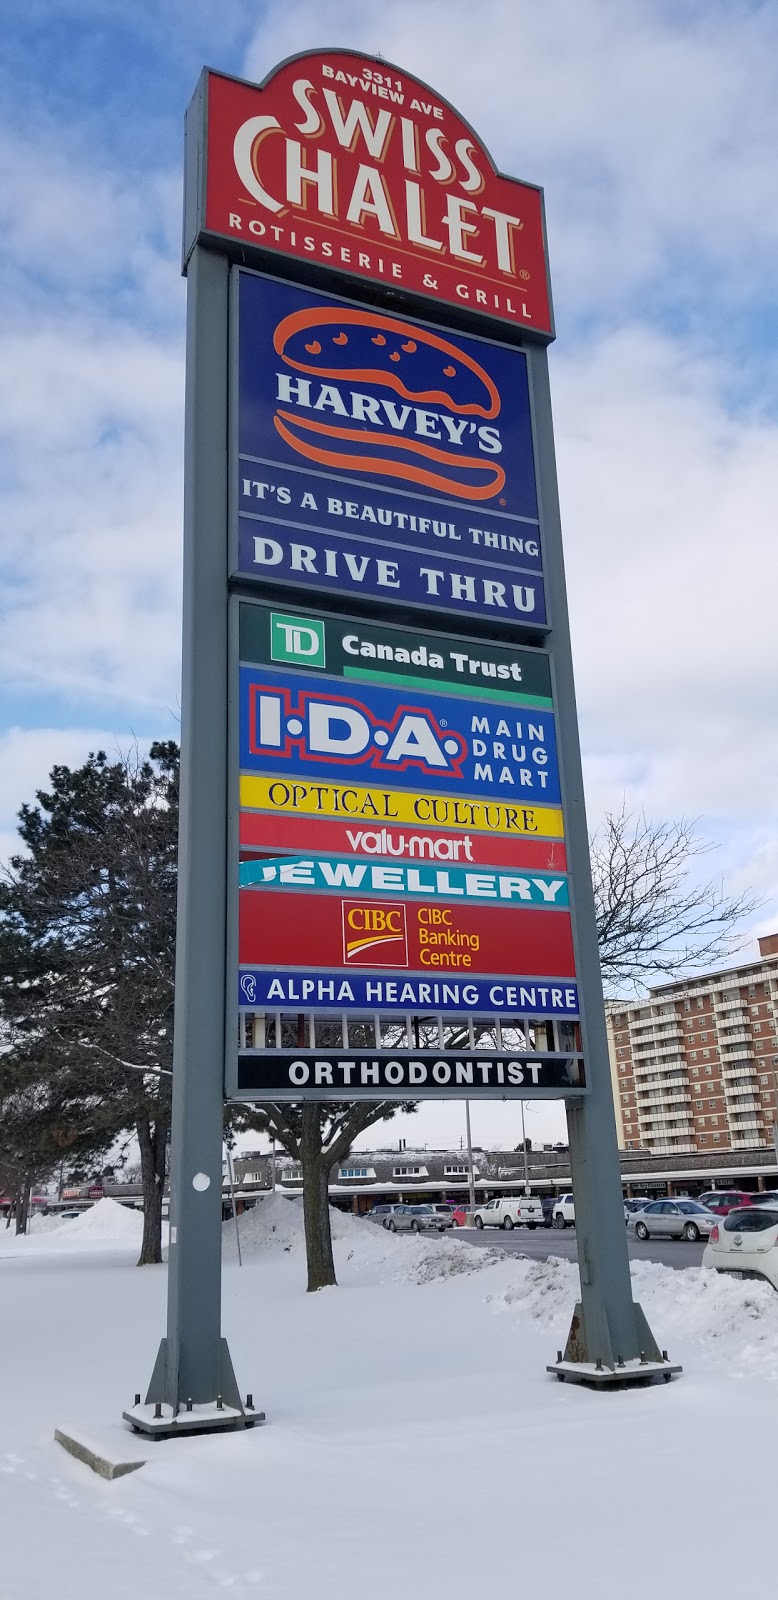 3311
BAYVIEW AVE
SWISS
CHALET®
ROTISSERIE & GRILL
HARVEY'S®
IT'S A BEAUTIFUL THING
DRIVE THRU
TD Canada Trust
I·D·A·® MAIN
DRUG
MART
OPTICAL CULTURE
valu-mart
JEWELLERY
CIBC CIBC
Banking
Centre
ALPHA HEARING CENTRE
ORTHODONTIST